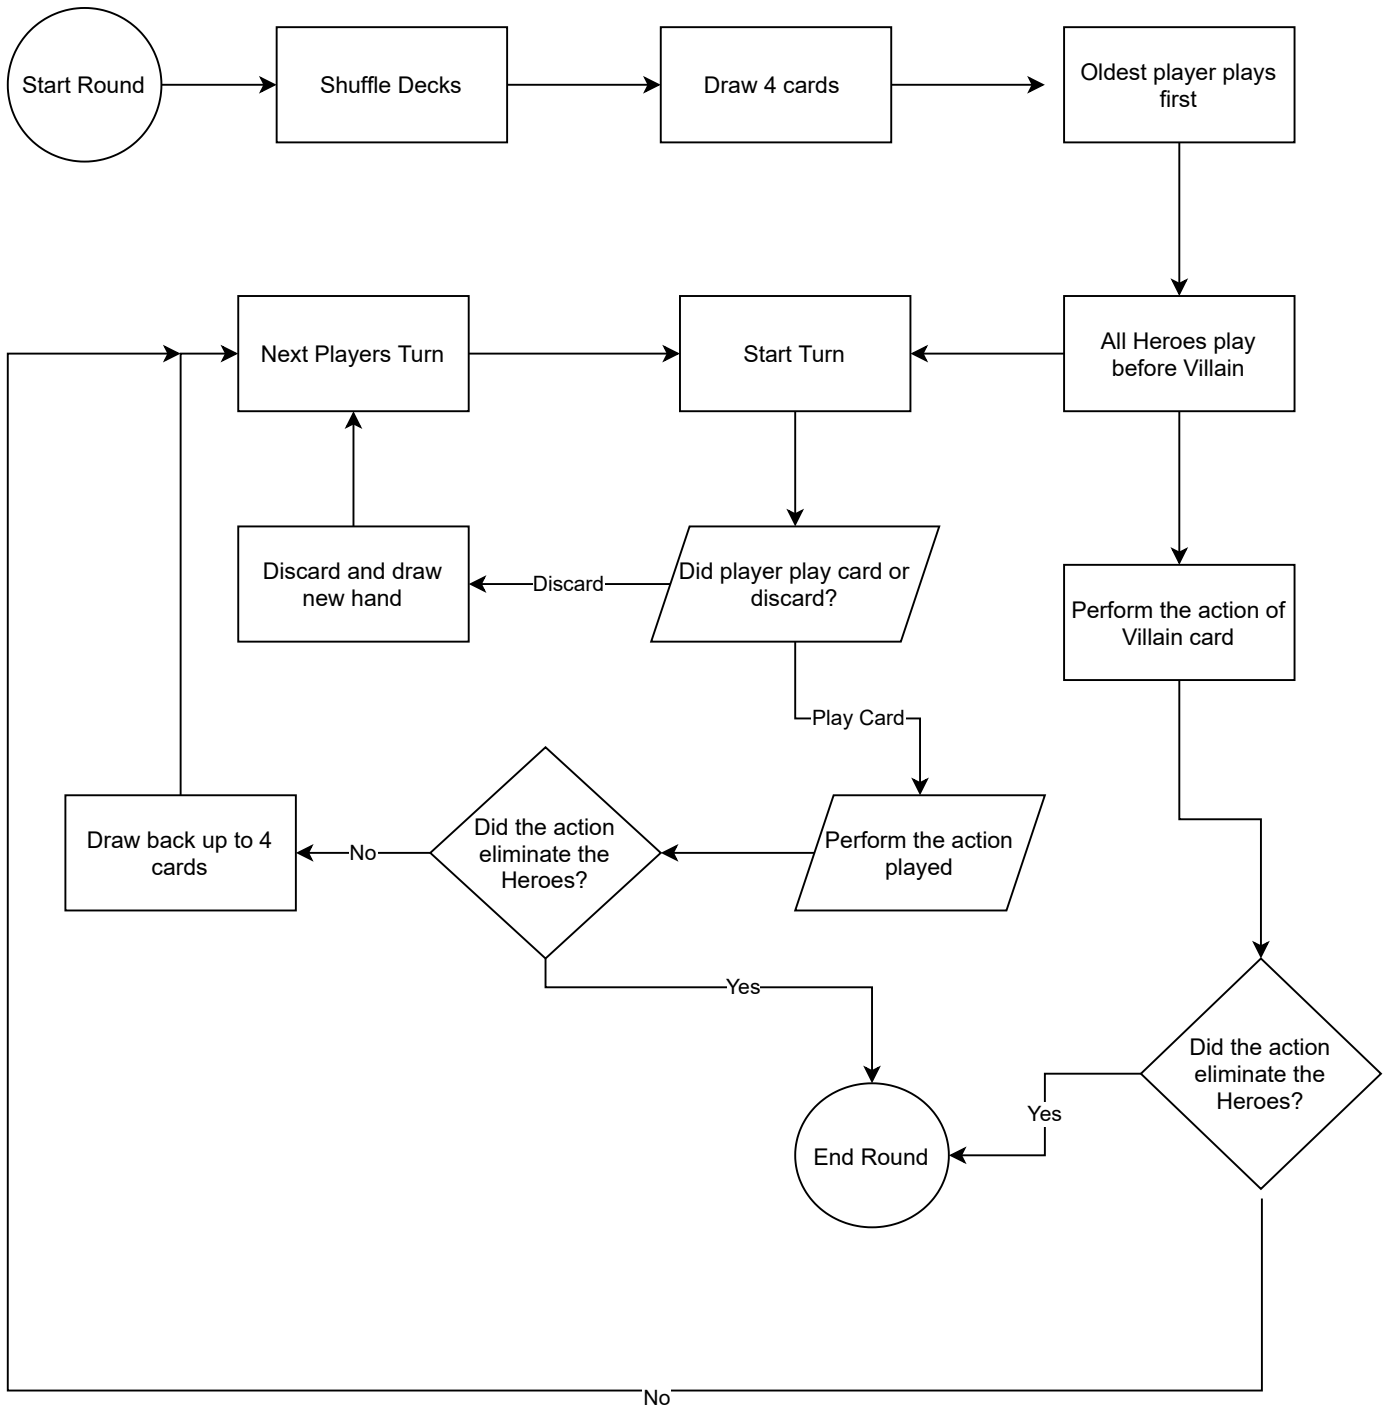 Start Round
Shuffle Decks
Draw 4 cards
Oldest player plays
first
Next Players Turn
Start Turn
All Heroes play
before Villain
Discard and draw
new hand
Discard
Did player play card or
discard?
Perform the action of
Villain card
Play Card
Draw back up to 4
cards
No
Did the action
eliminate the
Heroes?
Perform the action
played
Yes
Did the action
eliminate the
Heroes?
Yes
End Round
No